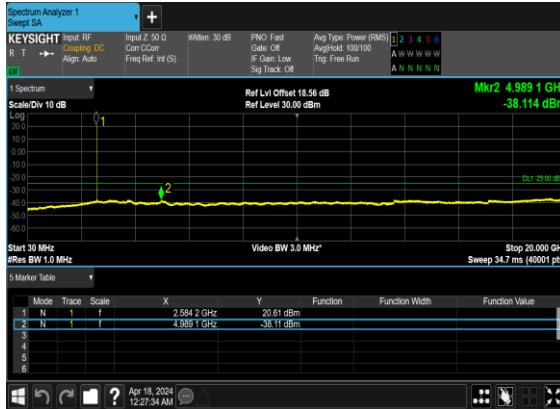 Spectrum Analyzer 1
Swept SA
+
KEYSIGHT
R T
LU
Input: RF
Coupling: DC
Align: Auto
Input Z: 50 Ω
Corr CCorr
Freq Ref: Int (S)
#Atten: 30 dB
PNO: Fast
Gate: Off
IF Gain: Low
Sig Track: Off
Avg Type: Power (RMS)
Avg|Hold: 100/100
Trig: Free Run
1 2 3 4 5 6
A W W W W W
A N N N N N
1 Spectrum
Scale/Div 10 dB
Ref Lvl Offset 18.56 dB
Ref Level 30.00 dBm
Mkr2 4.989 1 GH
-38.114 dBm
Log
20.0
10.0
0.00
-10.0
-20.0
-30.0
-40.0
-50.0
-60.0
1
2
DL1 -25.00 dB
Start 30 MHz
#Res BW 1.0 MHz
Video BW 3.0 MHz*
Stop 20.000 GH
Sweep 34.7 ms (40001 pts
5 Marker Table
Mode Trace Scale X Y Function Function Width Function Value
1 N 1 f 2.584 2 GHz 20.61 dBm
2 N 1 f 4.989 1 GHz -38.11 dBm
3
4
5
6
?
Apr 18, 2024
12:27:34 AM